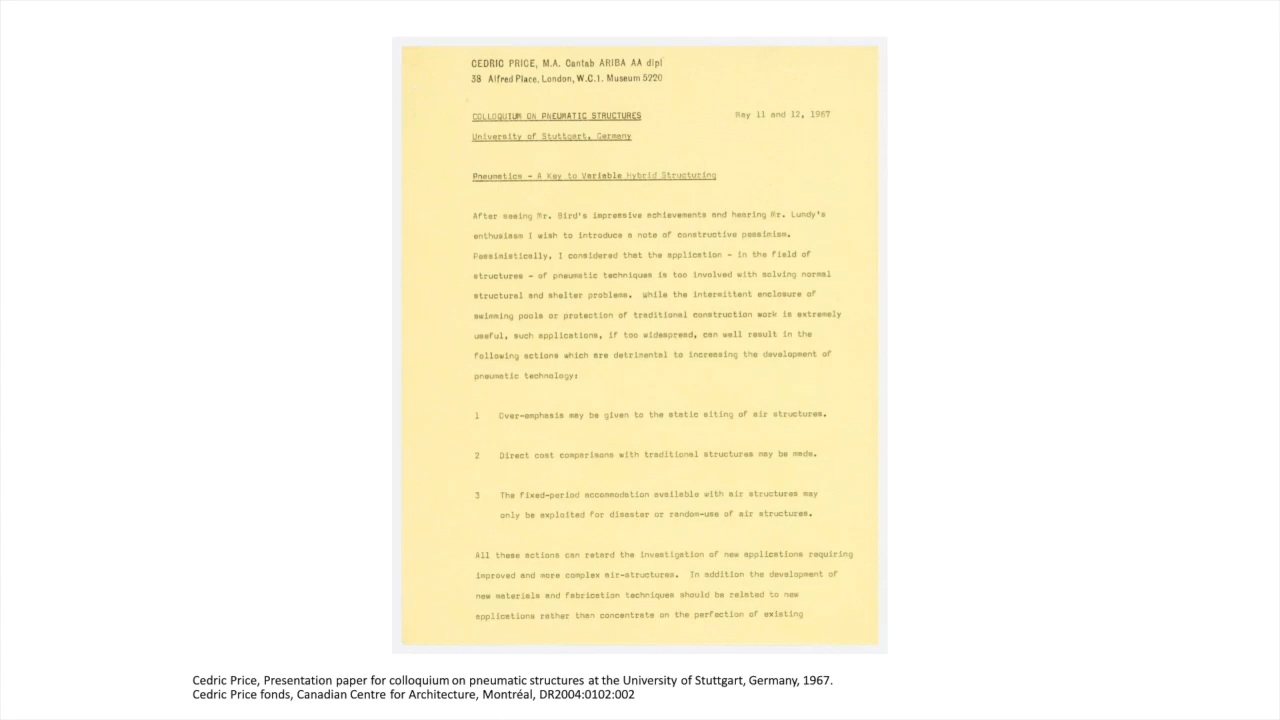 CEDRIC PRICE, M.A. Cantab ARIBA AA dipl
38 Alfred Place, London, W.C.1. Museum 5220
COLLOQUIUM ON PNEUMATIC STRUCTURES
May 11 and 12, 1967
University of Stuttgart, Germany
Pneumatics - A Key to Variable Hybrid Structuring
After seeing Mr. Bird's impressive achievements and hearing Mr. Lundy's
enthusiasm I wish to introduce a note of constructive pessimism.
Pessimistically, I considered that the application - in the field of
structures - of pneumatic techniques is too involved with solving normal
structural and shelter problems. While the intermittent enclosure of
swimming pools or protection of traditional construction work is extremely
useful, such applications, if too widespread, can well result in the
following actions which are detrimental to increasing the development of
pneumatic technology:
1 Over-emphasis may be given to the static siting of air structures.
2 Direct cost comparisons with traditional structures may be made.
3 The fixed-period accommodation available with air structures may
only be exploited for disaster or random-use of air structures.
All these actions can retard the investigation of new applications requiring
improved and more complex air-structures. In addition the development of
new materials and fabrication techniques should be related to new
applications rather than concentrate on the perfection of existing
Cedric Price, Presentation paper for colloquium on pneumatic structures at the University of Stuttgart, Germany, 1967.
Cedric Price fonds, Canadian Centre for Architecture, Montréal, DR2004:0102:002